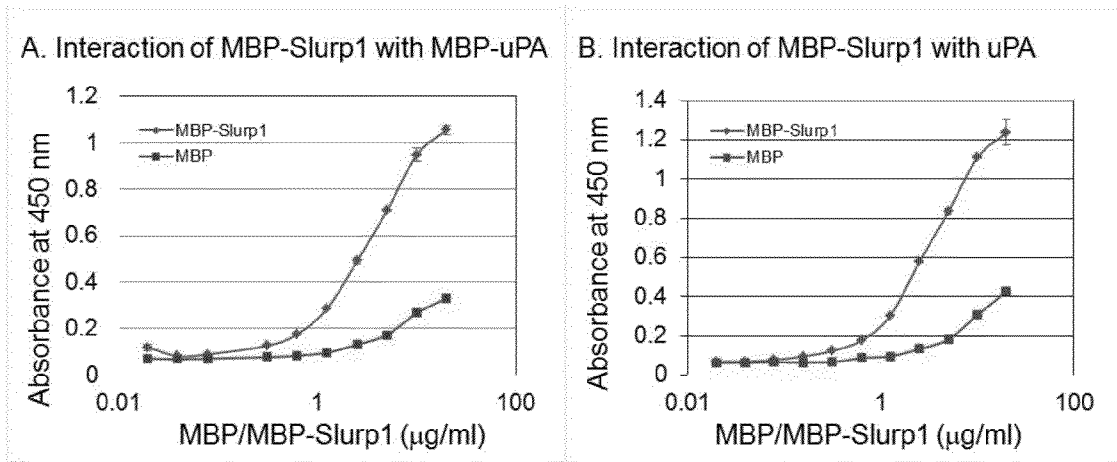 A. Interaction of MBP-Slurp1 with MBP-uPA
1.2
1
0.8
0.6
0.4
0.2
0
MBP-Slurp1
MBP
Absorbance at 450 nm
0.01
1
100
MBP/MBP-Slurp1 (μg/ml)
B. Interaction of MBP-Slurp1 with uPA
1.4
1.2
1
0.8
0.6
0.4
0.2
0
MBP-Slurp1
MBP
Absorbance at 450 nm
0.01
1
100
MBP/MBP-Slurp1 (μg/ml)